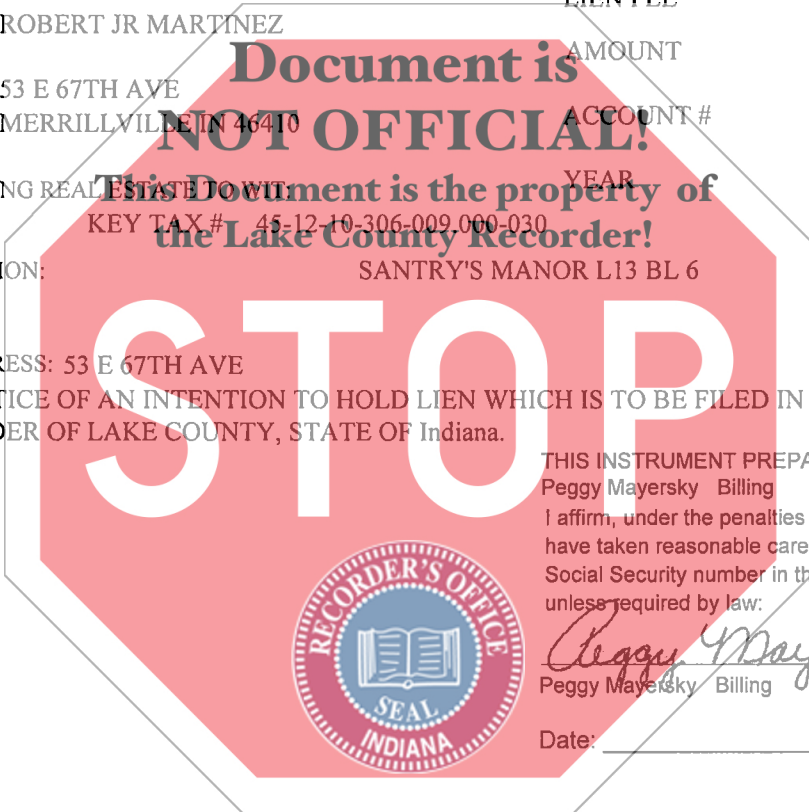 LIEN FEE
ROBERT JR MARTINEZ
AMOUNT
Document is
53 E 67TH AVE
MERRILLVILLE IN 46410
ACCOUNT #
NOT OFFICIAL!
NG REAL ESTATE TO WIT:
YEAR
This Document is the property of
KEY TAX # 45-12-10-306-009.000-030
the Lake County Recorder!
ION: SANTRY'S MANOR L13 BL 6
STOP
RESS: 53 E 67TH AVE
TICE OF AN INTENTION TO HOLD LIEN WHICH IS TO BE FILED IN
DER OF LAKE COUNTY, STATE OF Indiana.
THIS INSTRUMENT PREPA
Peggy Mayersky Billing
I affirm, under the penalties
have taken reasonable care
Social Security number in th
unless required by law:
Peggy May
Peggy Mayersky Billing
Date:
RECORDER'S OFFICE
SEAL
INDIANA